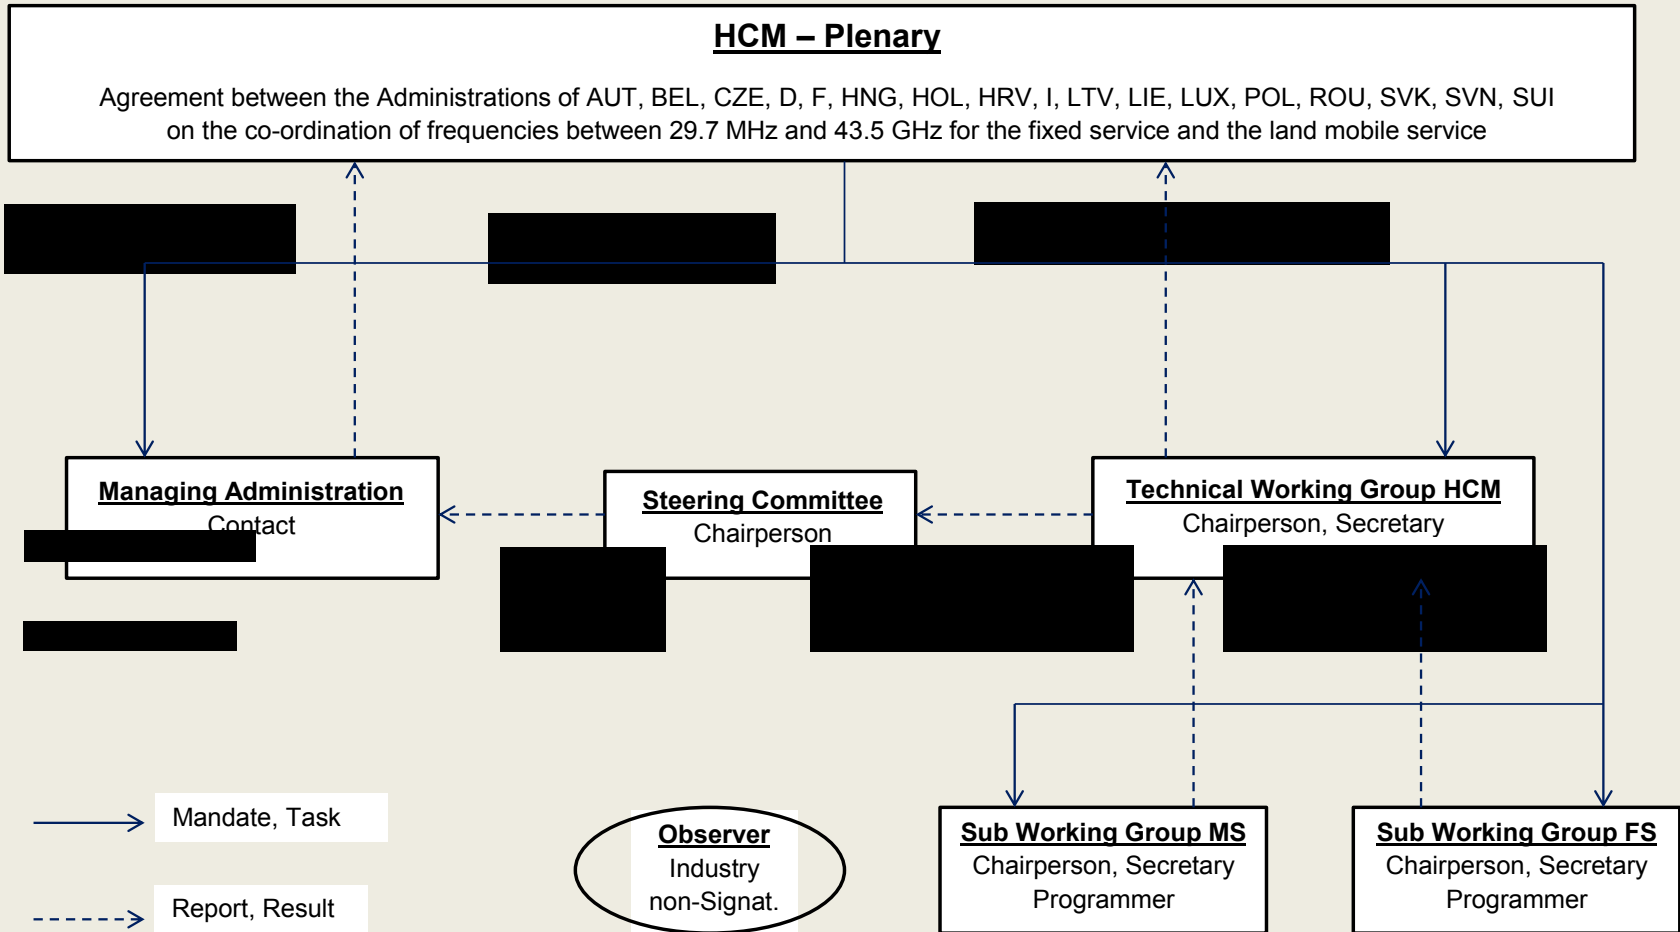 HCM – Plenary
Agreement between the Administrations of AUT, BEL, CZE, D, F, HNG, HOL, HRV, I, LTV, LIE, LUX, POL, ROU, SVK, SVN, SUI
on the co-ordination of frequencies between 29.7 MHz and 43.5 GHz for the fixed service and the land mobile service
Managing Administration
Contact
Steering Committee
Chairperson
Technical Working Group HCM
Chairperson, Secretary
Mandate, Task
Report, Result
Observer
Industry
non-Signat.
Sub Working Group MS
Chairperson, Secretary
Programmer
Sub Working Group FS
Chairperson, Secretary
Programmer